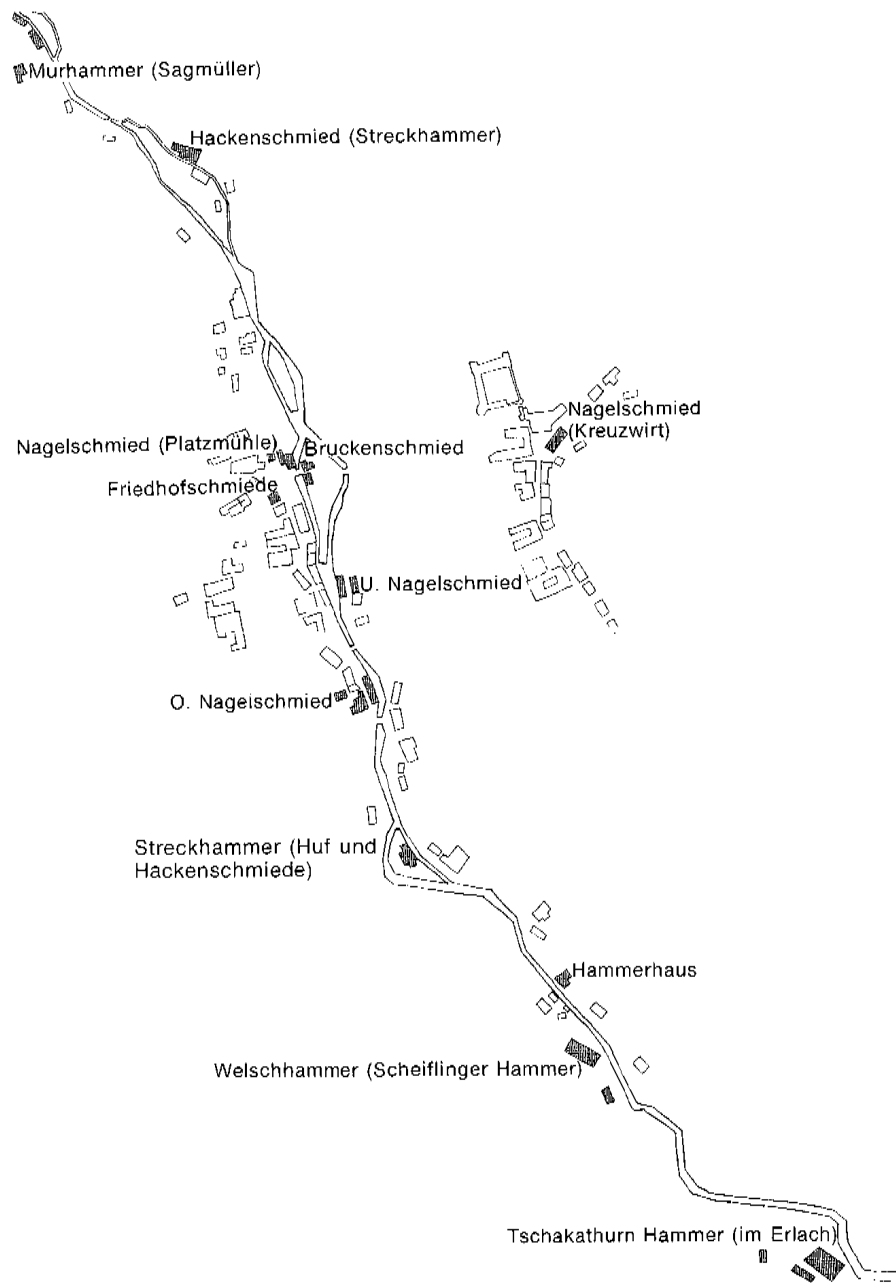 Murhammer (Sagmüller)
Hackenschmied (Streckhammer)
Nagelschmied
(Kreuzwirt)
Nagelschmied (Platzmühle)
Bruckenschmied
Friedhofschmiede
U. Nagelschmied
O. Nagelschmied
Streckhammer (Huf und
Hackenschmiede)
Hammerhaus
Welschhammer (Scheiflinger Hammer)
Tschakathurn Hammer (im Erlach)